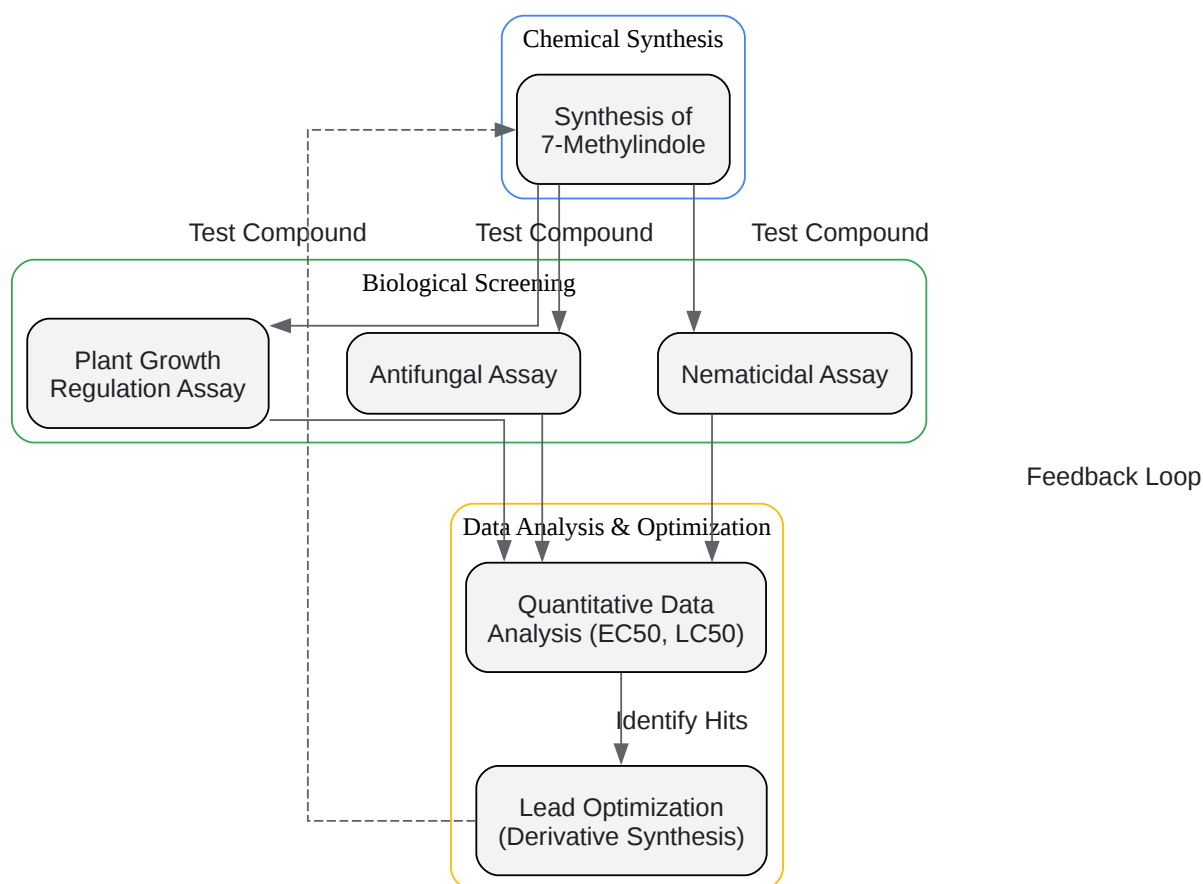 Chemical Synthesis
Synthesis of
7-Methylindole
Test Compound
Test Compound
Test Compound
Biological Screening
Plant Growth
Regulation Assay
Antifungal Assay
Nematicidal Assay
Feedback Loop
Data Analysis & Optimization
Quantitative Data
Analysis (EC50, LC50)
Identify Hits
Lead Optimization
(Derivative Synthesis)